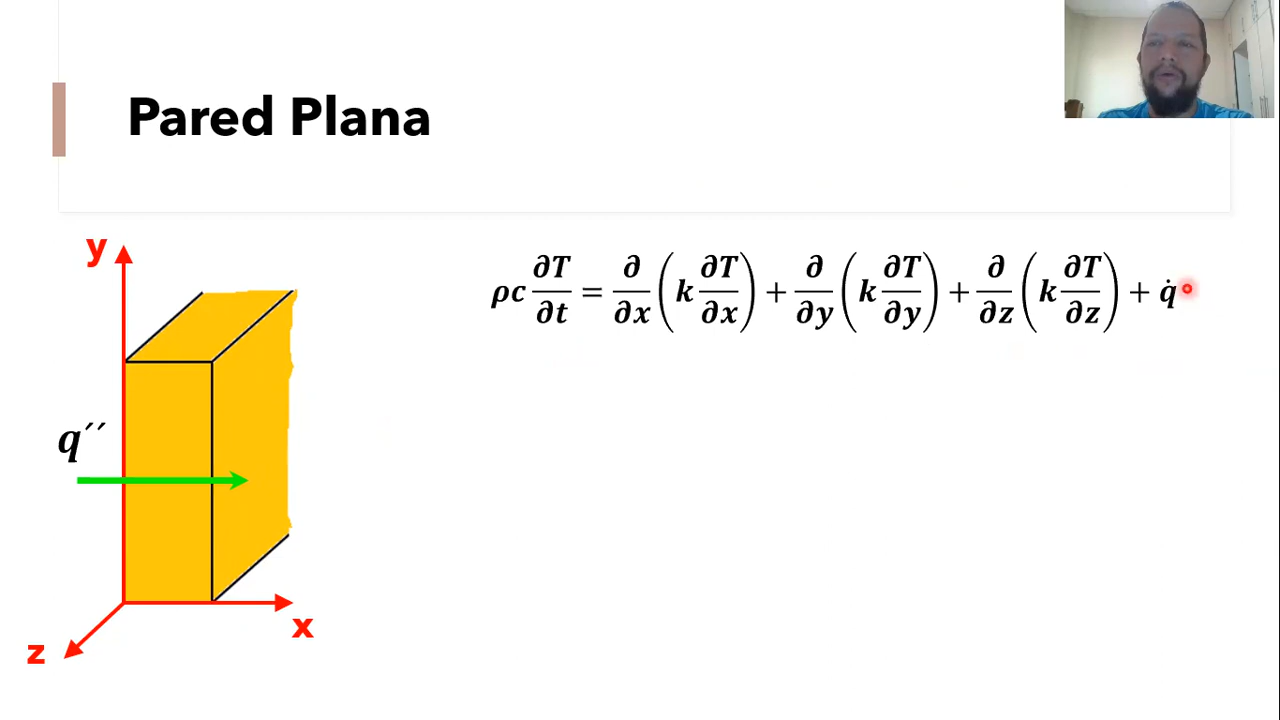 Pared Plana
y
ρc ∂T/∂t = ∂/∂x (k ∂T/∂x) + ∂/∂y (k ∂T/∂y) + ∂/∂z (k ∂T/∂z) + q̇
q´´
x
z